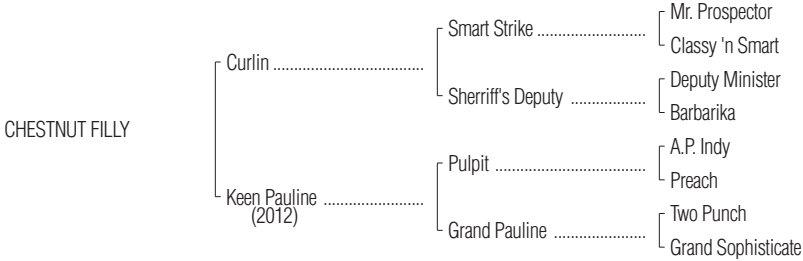 Mr. Prospector
Smart Strike ........................
Classy 'n Smart
Curlin ..................................
Deputy Minister
Sherriff's Deputy .................
Barbarika
CHESTNUT FILLY
A.P. Indy
Pulpit ..................................
Preach
Keen Pauline .......................
(2012)
Two Punch
Grand Pauline .....................
Grand Sophisticate